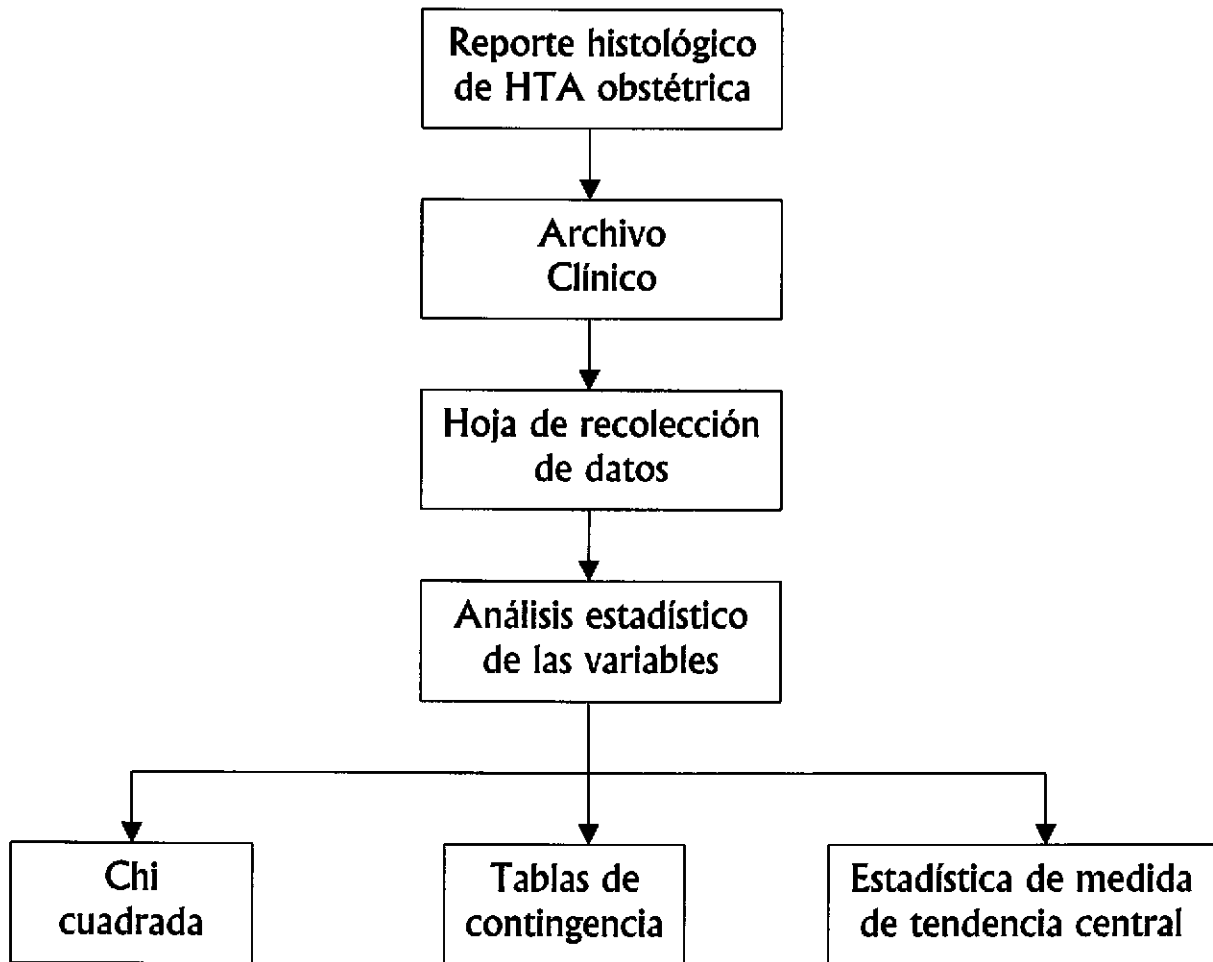 Reporte histológico
de HTA obstétrica
Archivo
Clínico
Hoja de recolección
de datos
Análisis estadístico
de las variables
Chi
cuadrada
Tablas de
contingencia
Estadística de medida
de tendencia central